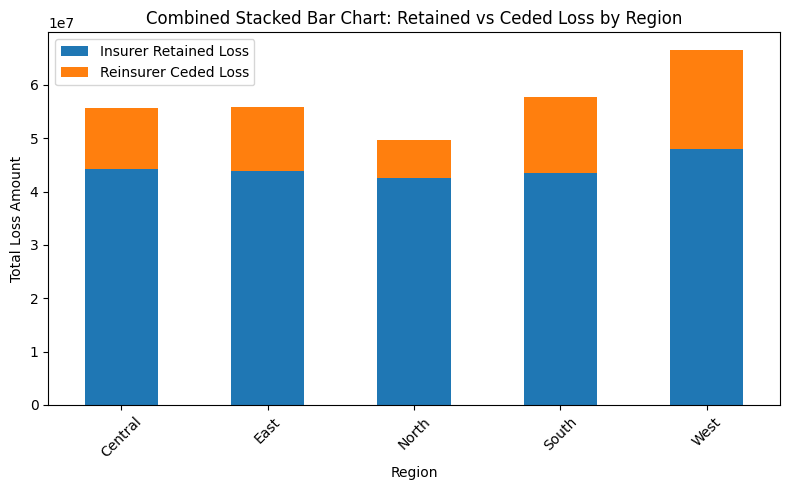 Combined Stacked Bar Chart: Retained vs Ceded Loss by Region
1e7
Insurer Retained Loss
Reinsurer Ceded Loss
Total Loss Amount
6
5
4
3
2
1
0
Central
East
North
South
West
Region